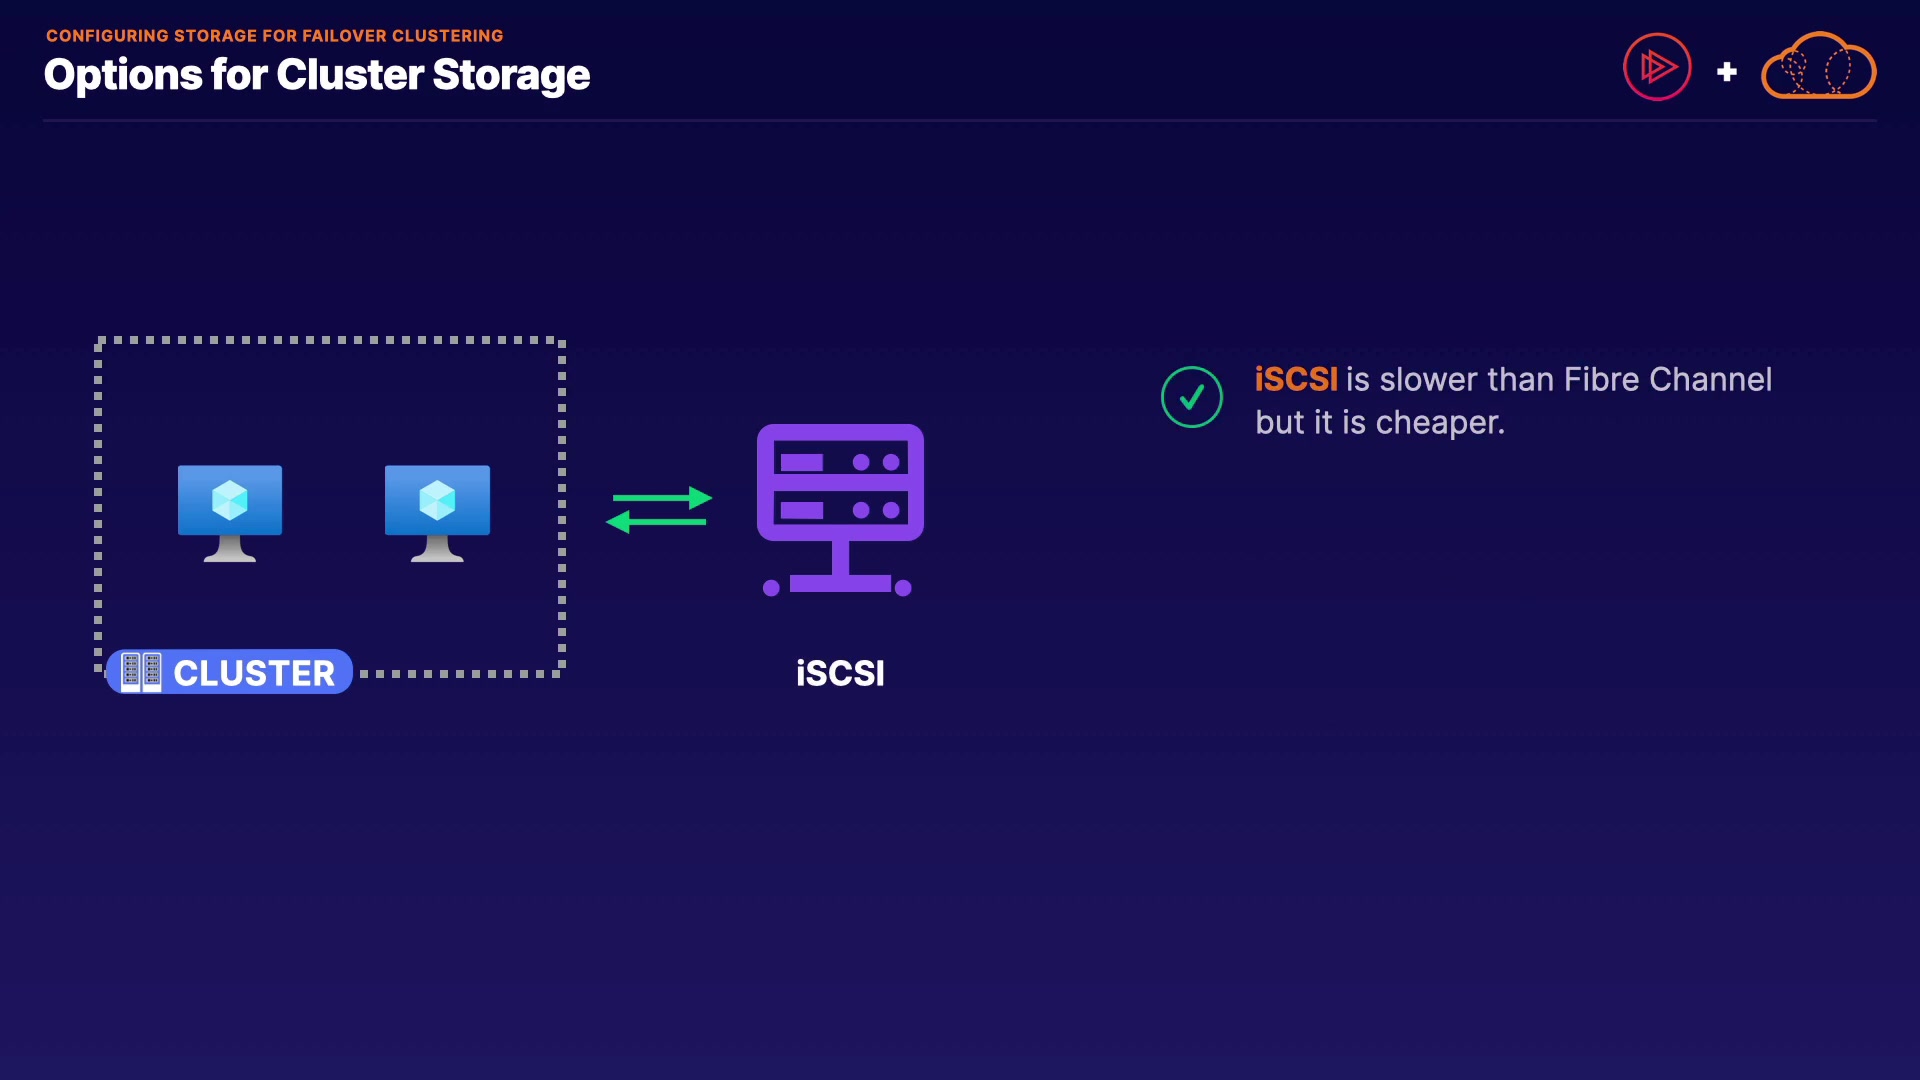 CONFIGURING STORAGE FOR FAILOVER CLUSTERING
Options for Cluster Storage
iSCSI is slower than Fibre Channel
but it is cheaper.
CLUSTER
iSCSI